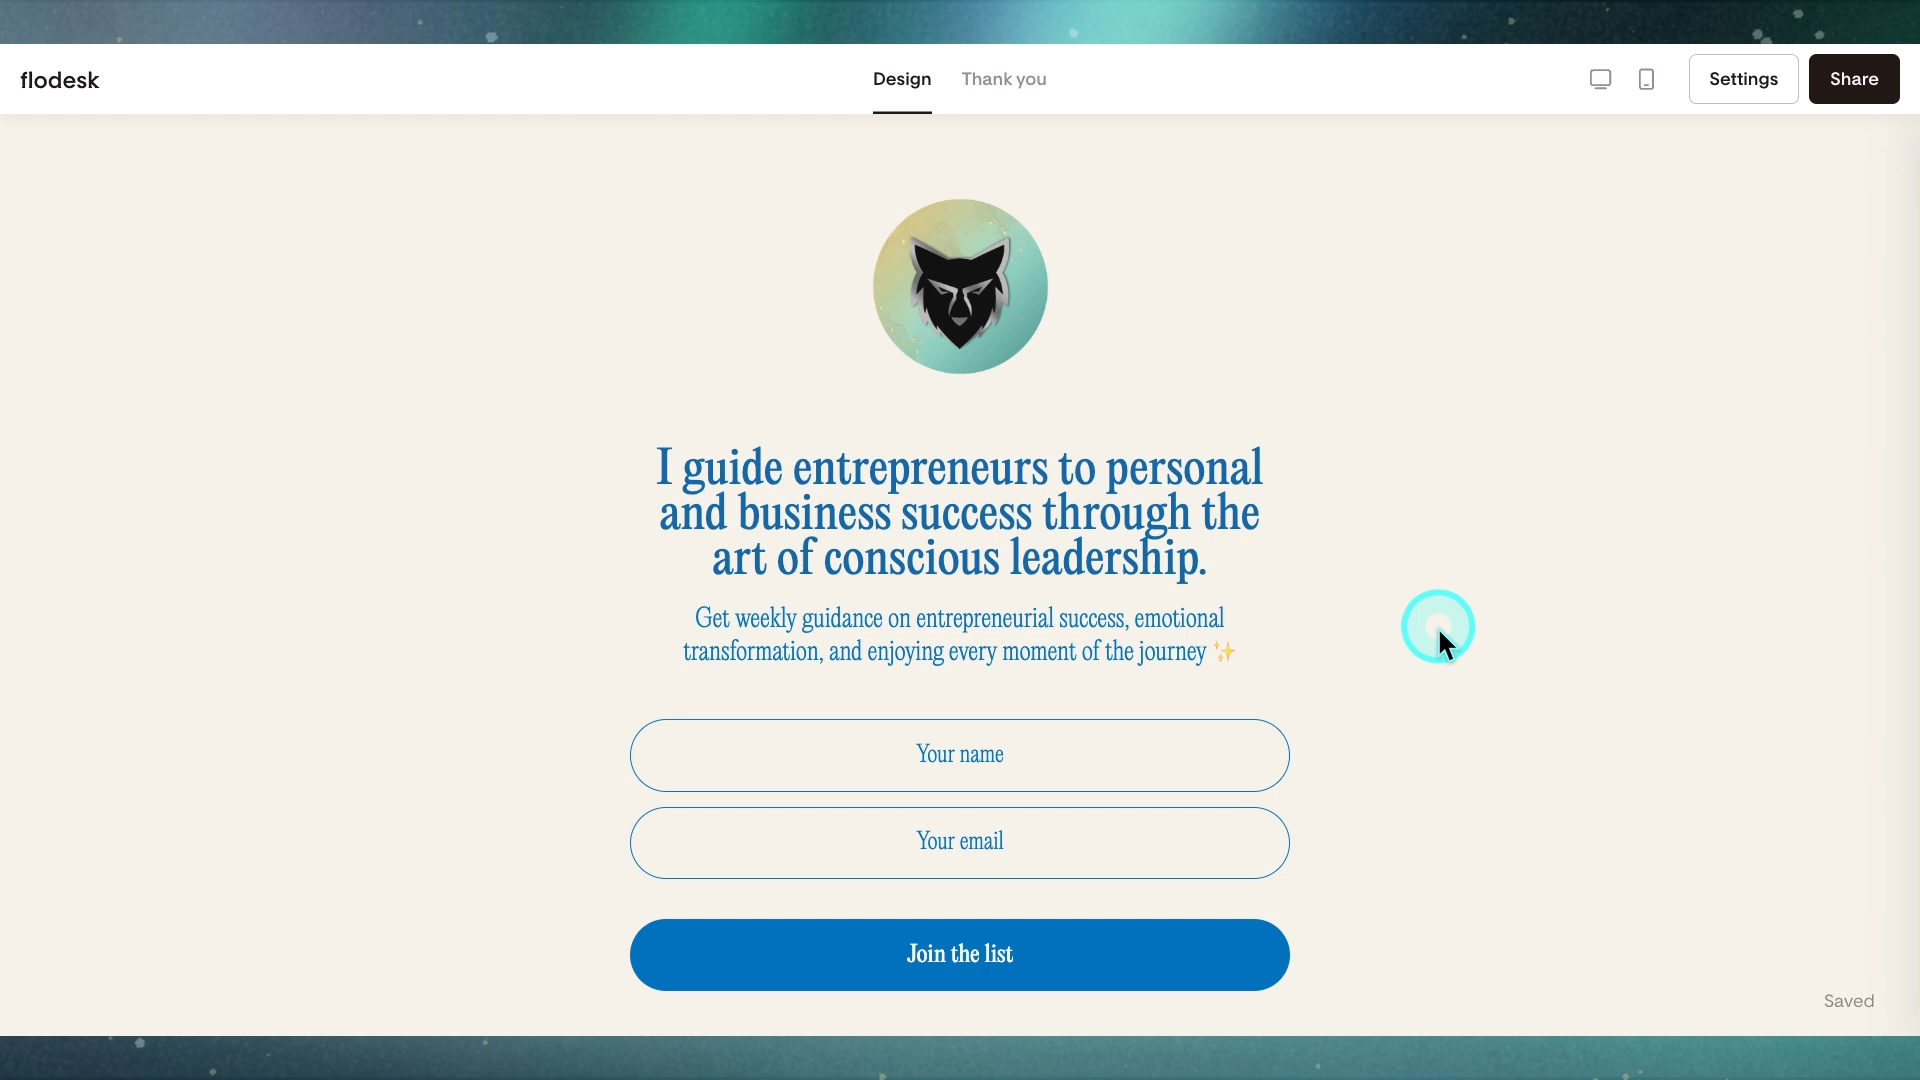 flodesk
Design
Thank you
Settings
Share
I guide entrepreneurs to personal
and business success through the
art of conscious leadership.
Get weekly guidance on entrepreneurial success, emotional
transformation, and enjoying every moment of the journey ✨
Your name
Your email
Join the list
Saved